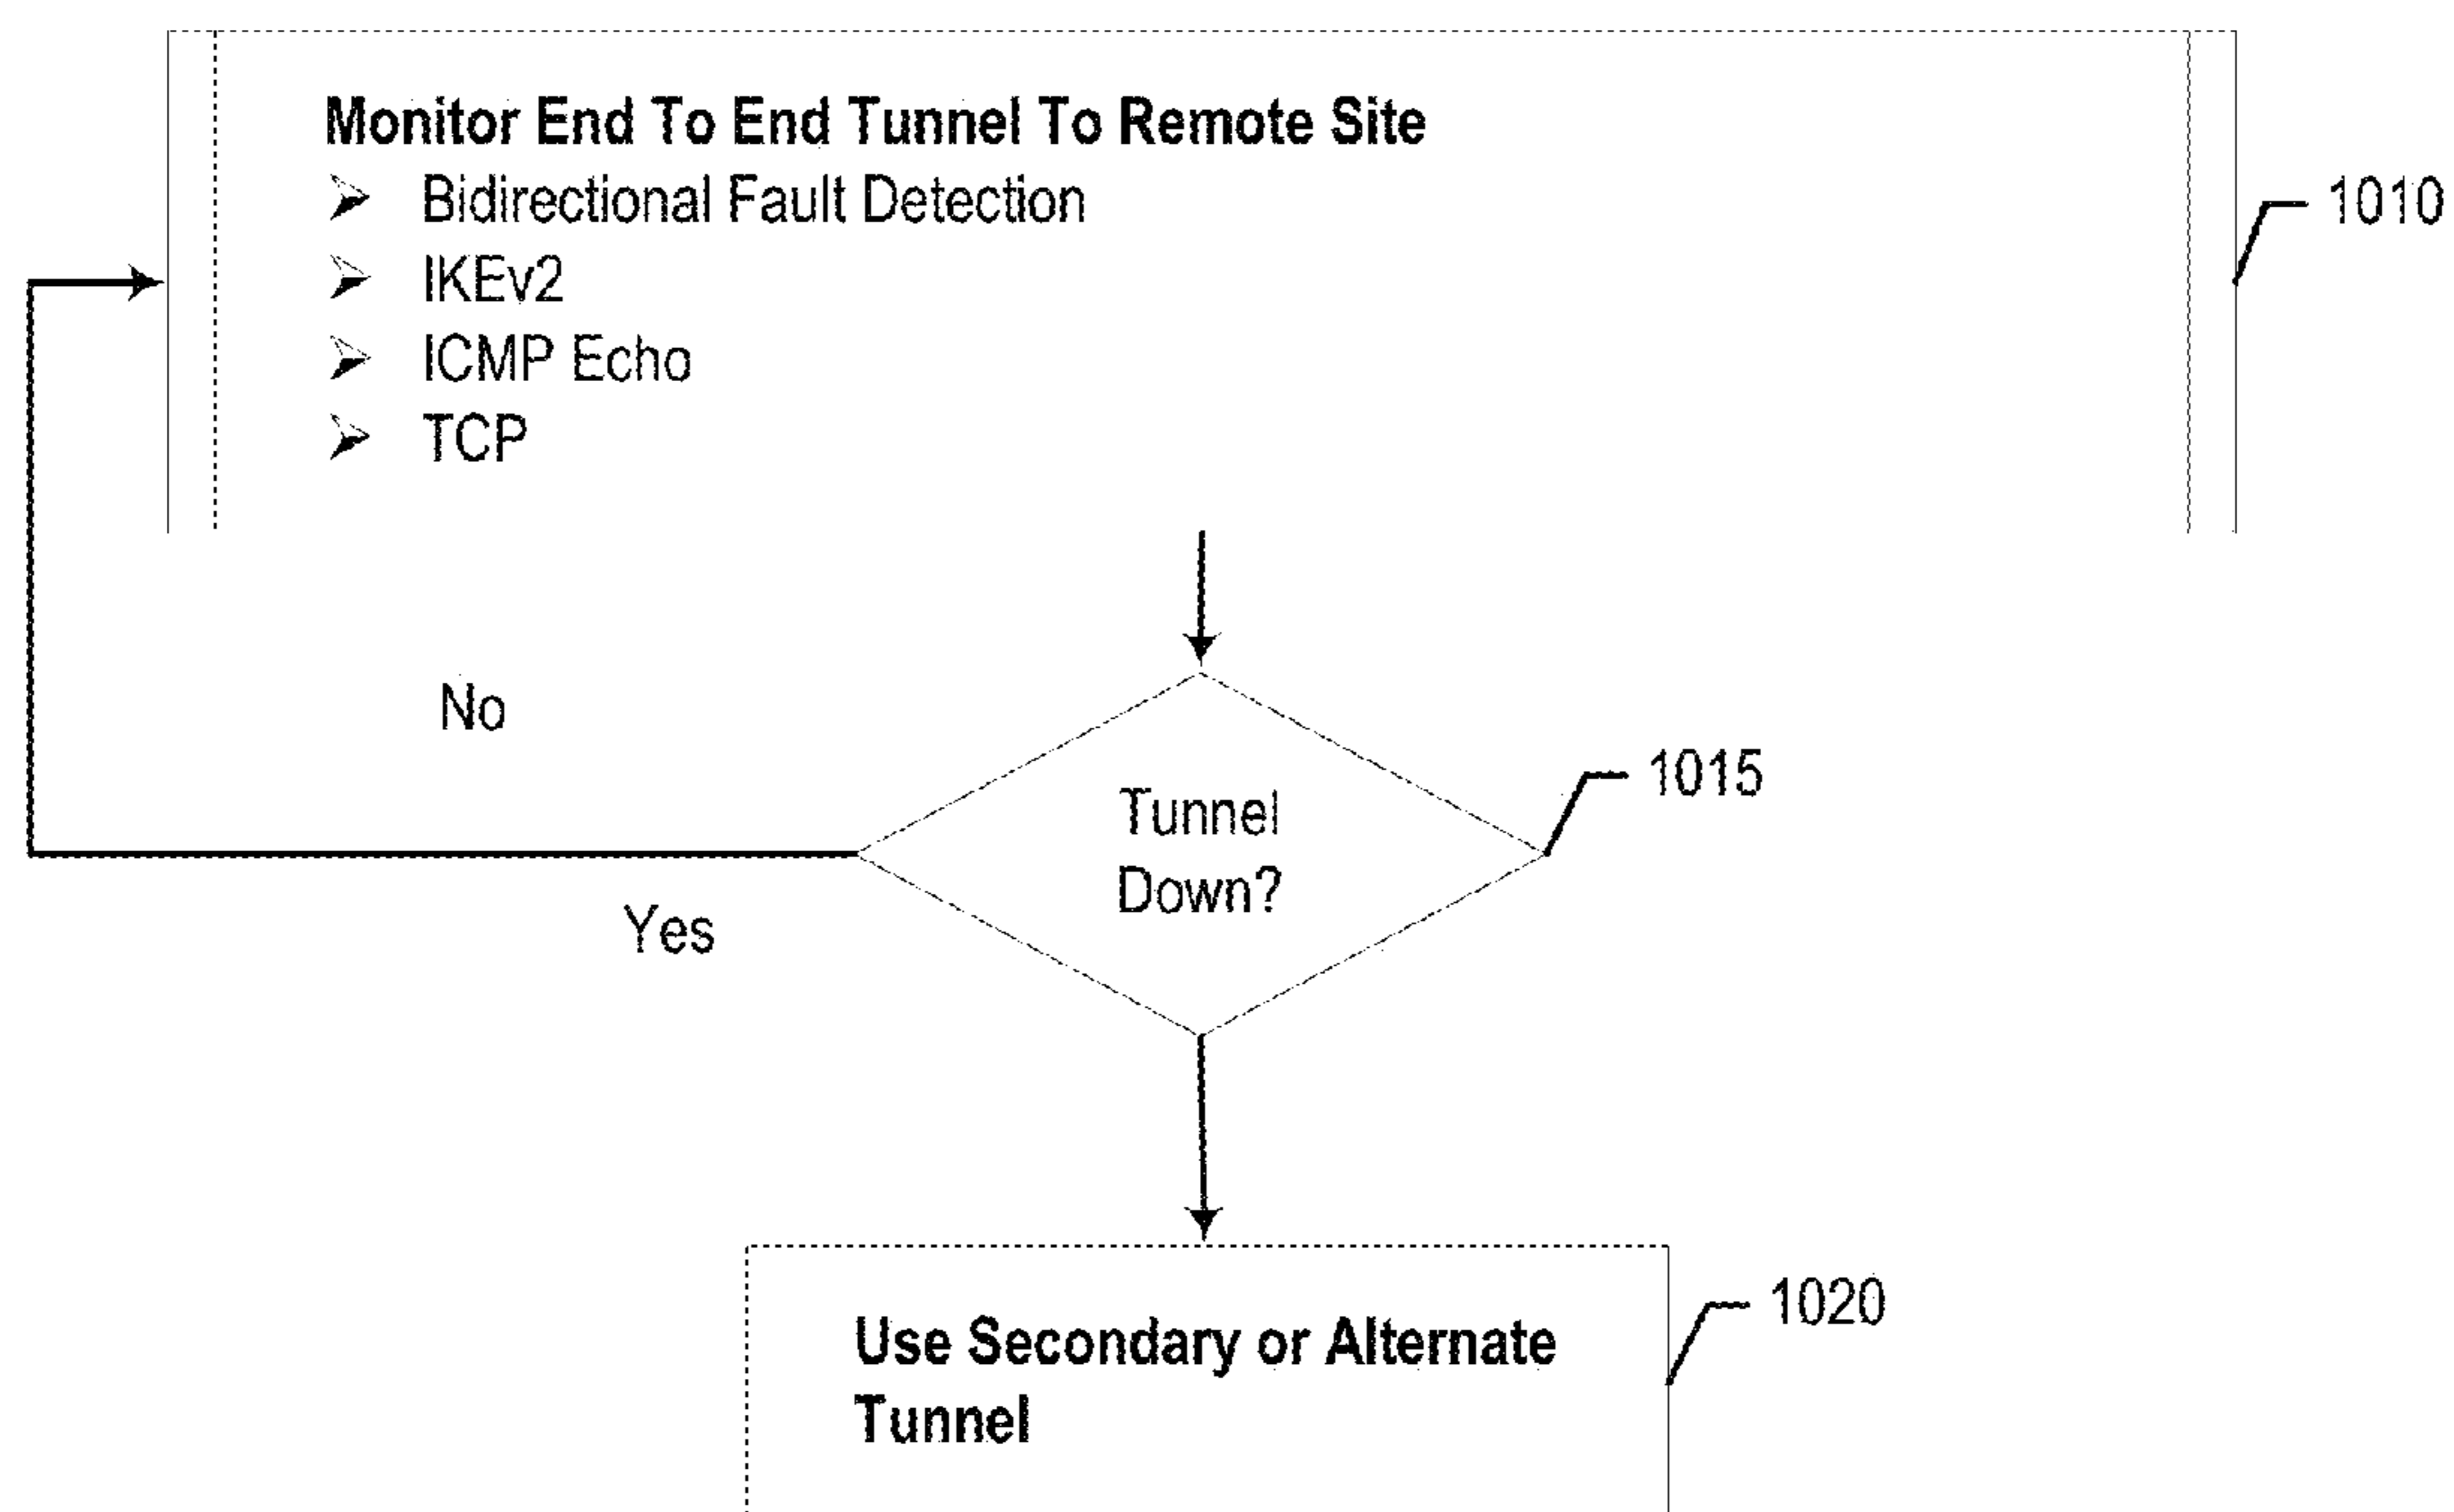 Monitor End To End Tunnel To Remote Site
➢ Bidirectional Fault Detection
➢ IKEv2
➢ ICMP Echo
➢ TCP
1010
No
Tunnel
Down?
1015
Yes
1020
Use Secondary or Alternate
Tunnel